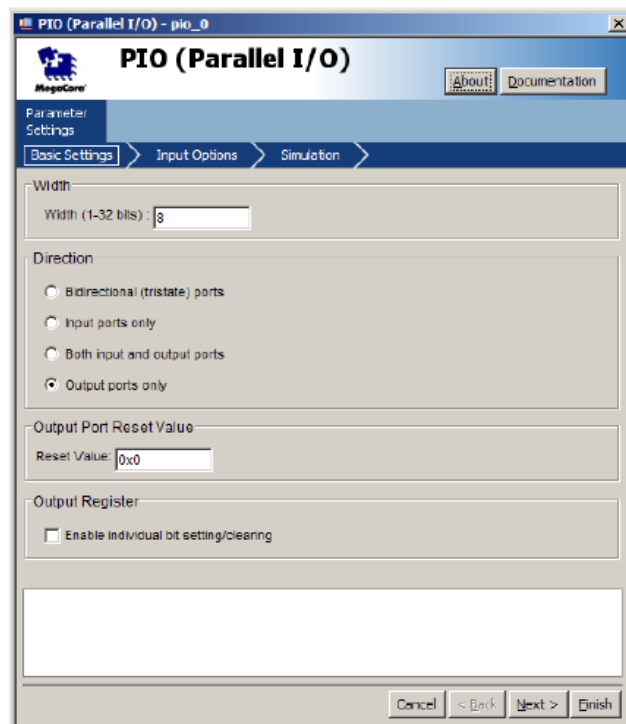 PIO (Parallel I/O) - pio_0
MegaCore'
PIO (Parallel I/O)
About Documentation
Parameter
Settings
Basic Settings Input Options Simulation
Width
Width (1-32 bits) : 8
Direction
Bidirectional (tristate) ports
Input ports only
Both input and output ports
Output ports only
Output Port Reset Value
Reset Value: 0x0
Output Register
Enable individual bit setting/clearing
Cancel < Back Next > Finish